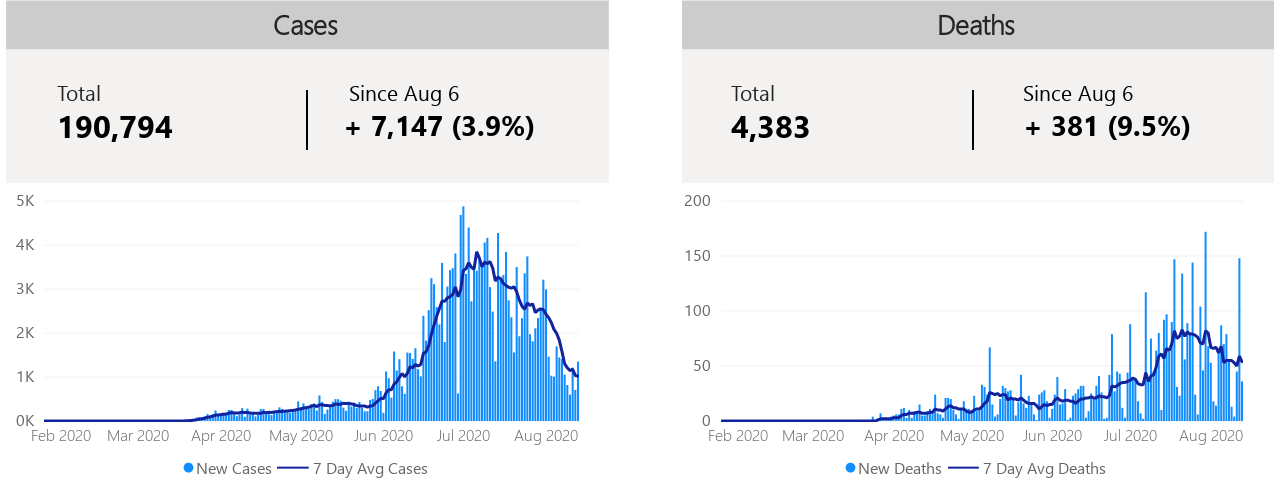 Cases
Total
190,794
Since Aug 6
+ 7,147 (3.9%)
5K
4K
3K
2K
1K
0K
Feb 2020 Mar 2020 Apr 2020 May 2020 Jun 2020 Jul 2020 Aug 2020
New Cases 7 Day Avg Cases
Deaths
Total
4,383
Since Aug 6
+ 381 (9.5%)
200
150
100
50
0
Feb 2020 Mar 2020 Apr 2020 May 2020 Jun 2020 Jul 2020 Aug 2020
New Deaths 7 Day Avg Deaths